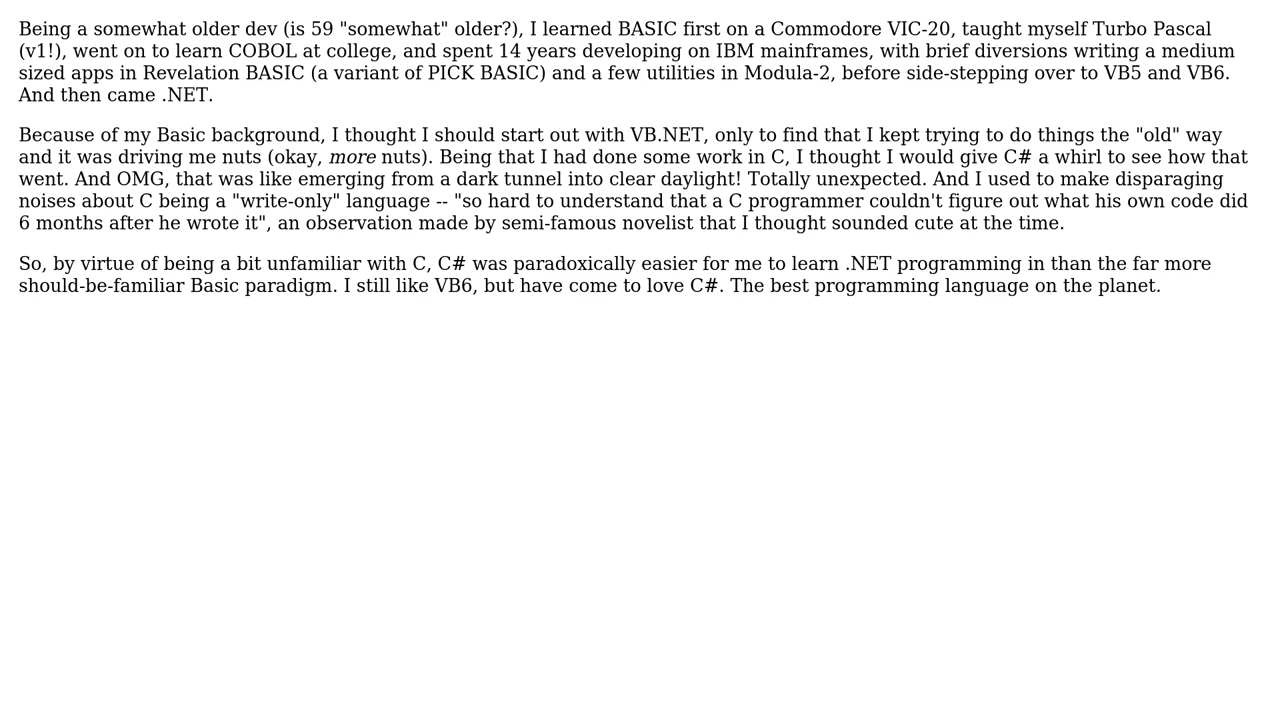 Being a somewhat older dev (is 59 "somewhat" older?), I learned BASIC first on a Commodore VIC-20, taught myself Turbo Pascal
(v1!), went on to learn COBOL at college, and spent 14 years developing on IBM mainframes, with brief diversions writing a medium
sized apps in Revelation BASIC (a variant of PICK BASIC) and a few utilities in Modula-2, before side-stepping over to VB5 and VB6.
And then came .NET.
Because of my Basic background, I thought I should start out with VB.NET, only to find that I kept trying to do things the "old" way
and it was driving me nuts (okay, more nuts). Being that I had done some work in C, I thought I would give C# a whirl to see how that
went. And OMG, that was like emerging from a dark tunnel into clear daylight! Totally unexpected. And I used to make disparaging
noises about C being a "write-only" language -- "so hard to understand that a C programmer couldn't figure out what his own code did
6 months after he wrote it", an observation made by semi-famous novelist that I thought sounded cute at the time.
So, by virtue of being a bit unfamiliar with C, C# was paradoxically easier for me to learn .NET programming in than the far more
should-be-familiar Basic paradigm. I still like VB6, but have come to love C#. The best programming language on the planet.